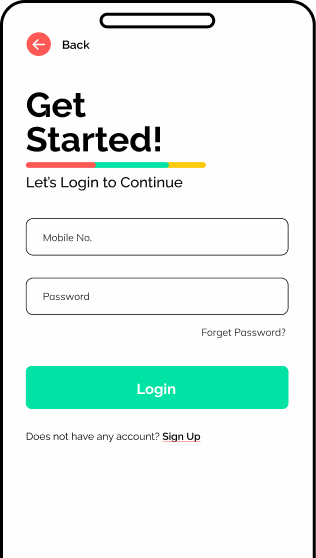 Back
Get
Started!
Let's Login to Continue
Mobile No.
Password
Forget Password?
Login
Does not have any account? Sign Up